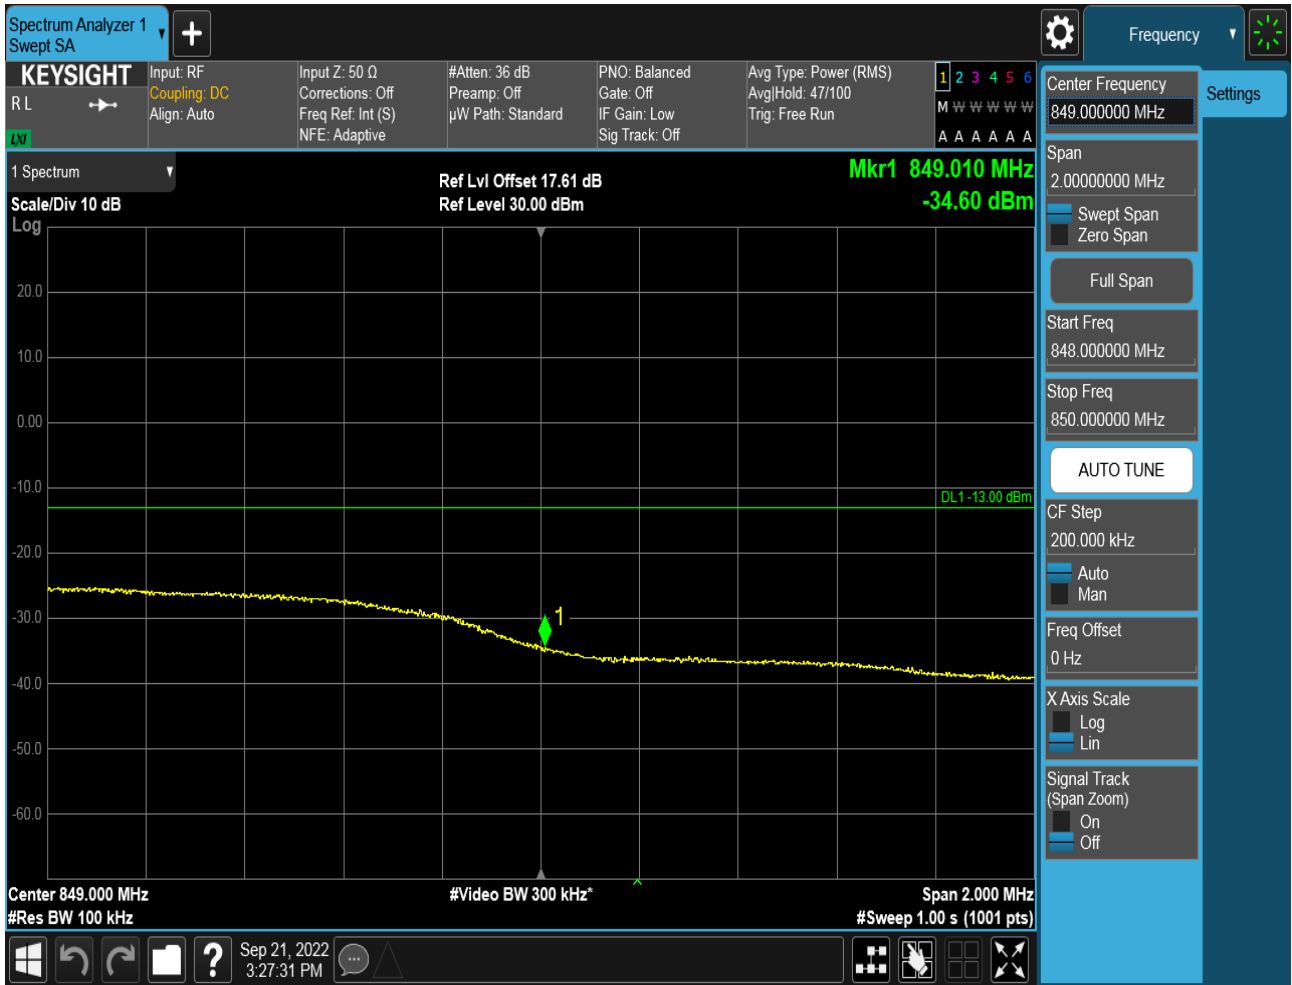 Spectrum Analyzer 1
Swept SA
Frequency
KEYSIGHT
R L
LXI
Input: RF
Coupling: DC
Align: Auto
Input Z: 50 Ω
Corrections: Off
Freq Ref: Int (S)
NFE: Adaptive
#Atten: 36 dB
Preamp: Off
µW Path: Standard
PNO: Balanced
Gate: Off
IF Gain: Low
Sig Track: Off
Avg Type: Power (RMS)
Avg|Hold: 47/100
Trig: Free Run
1 2 3 4 5 6
M W W W W W
A A A A A A
1 Spectrum
Scale/Div 10 dB
Log
Ref Lvl Offset 17.61 dB
Ref Level 30.00 dBm
Mkr1 849.010 MHz
-34.60 dBm
20.0
10.0
0.00
-10.0
DL1 -13.00 dBm
-20.0
-30.0
1
-40.0
-50.0
-60.0
Center 849.000 MHz
#Video BW 300 kHz*
Span 2.000 MHz
#Res BW 100 kHz
#Sweep 1.00 s (1001 pts)
?
Sep 21, 2022
3:27:31 PM
Center Frequency
849.000000 MHz
Settings
Span
2.00000000 MHz
Swept Span
Zero Span
Full Span
Start Freq
848.000000 MHz
Stop Freq
850.000000 MHz
AUTO TUNE
CF Step
200.000 kHz
Auto
Man
Freq Offset
0 Hz
X Axis Scale
Log
Lin
Signal Track
(Span Zoom)
On
Off